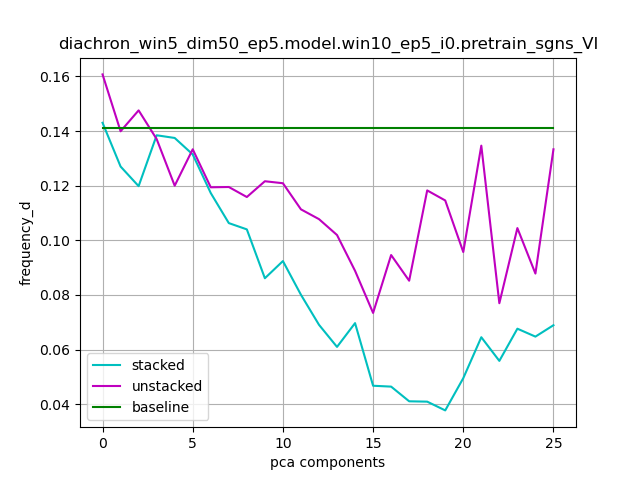 diachron_win5_dim50_ep5.model.win10_ep5_i0.pretrain_sgns_VI
0.16
0.14
0.12
0.10
0.08
0.06
0.04
frequency_d
stacked
unstacked
baseline
0 5 10 15 20 25
pca components